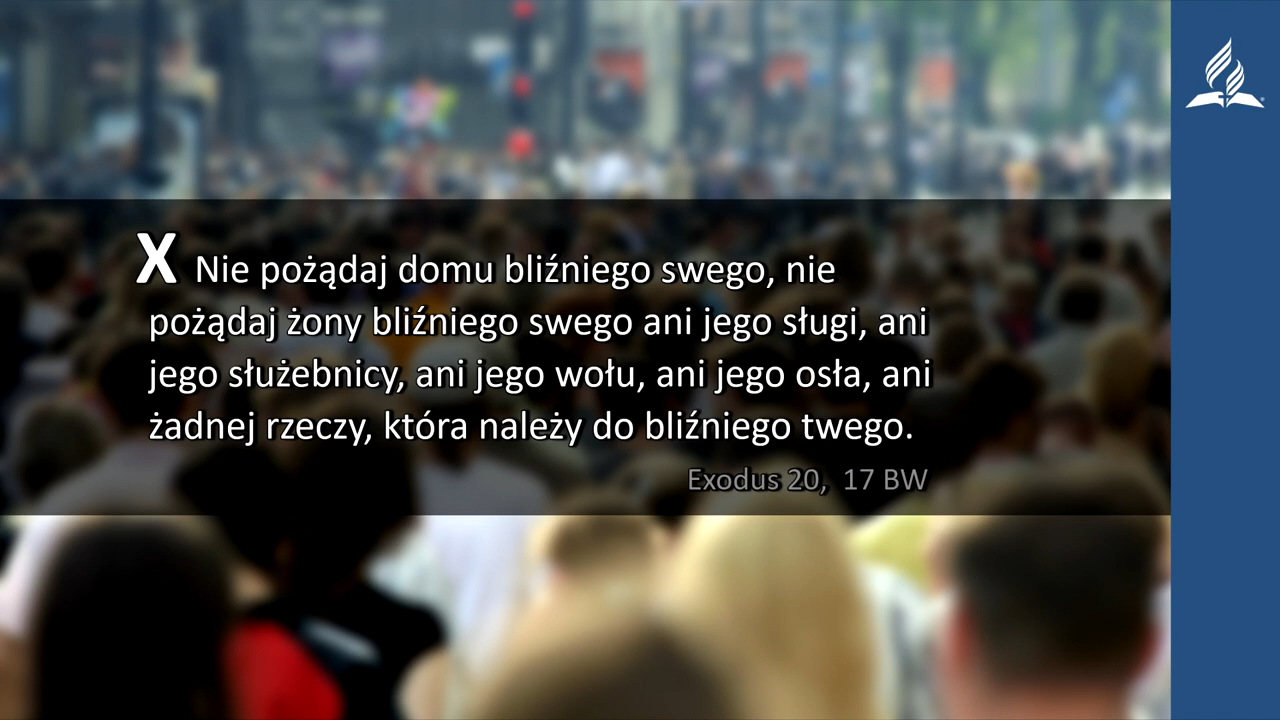 X Nie pożądaj domu bliźniego swego, nie
pożądaj żony bliźniego swego ani jego sługi, ani
jego służebnicy, ani jego wołu, ani jego osła, ani
żadnej rzeczy, która należy do bliźniego twego.
Exodus 20, 17 BW